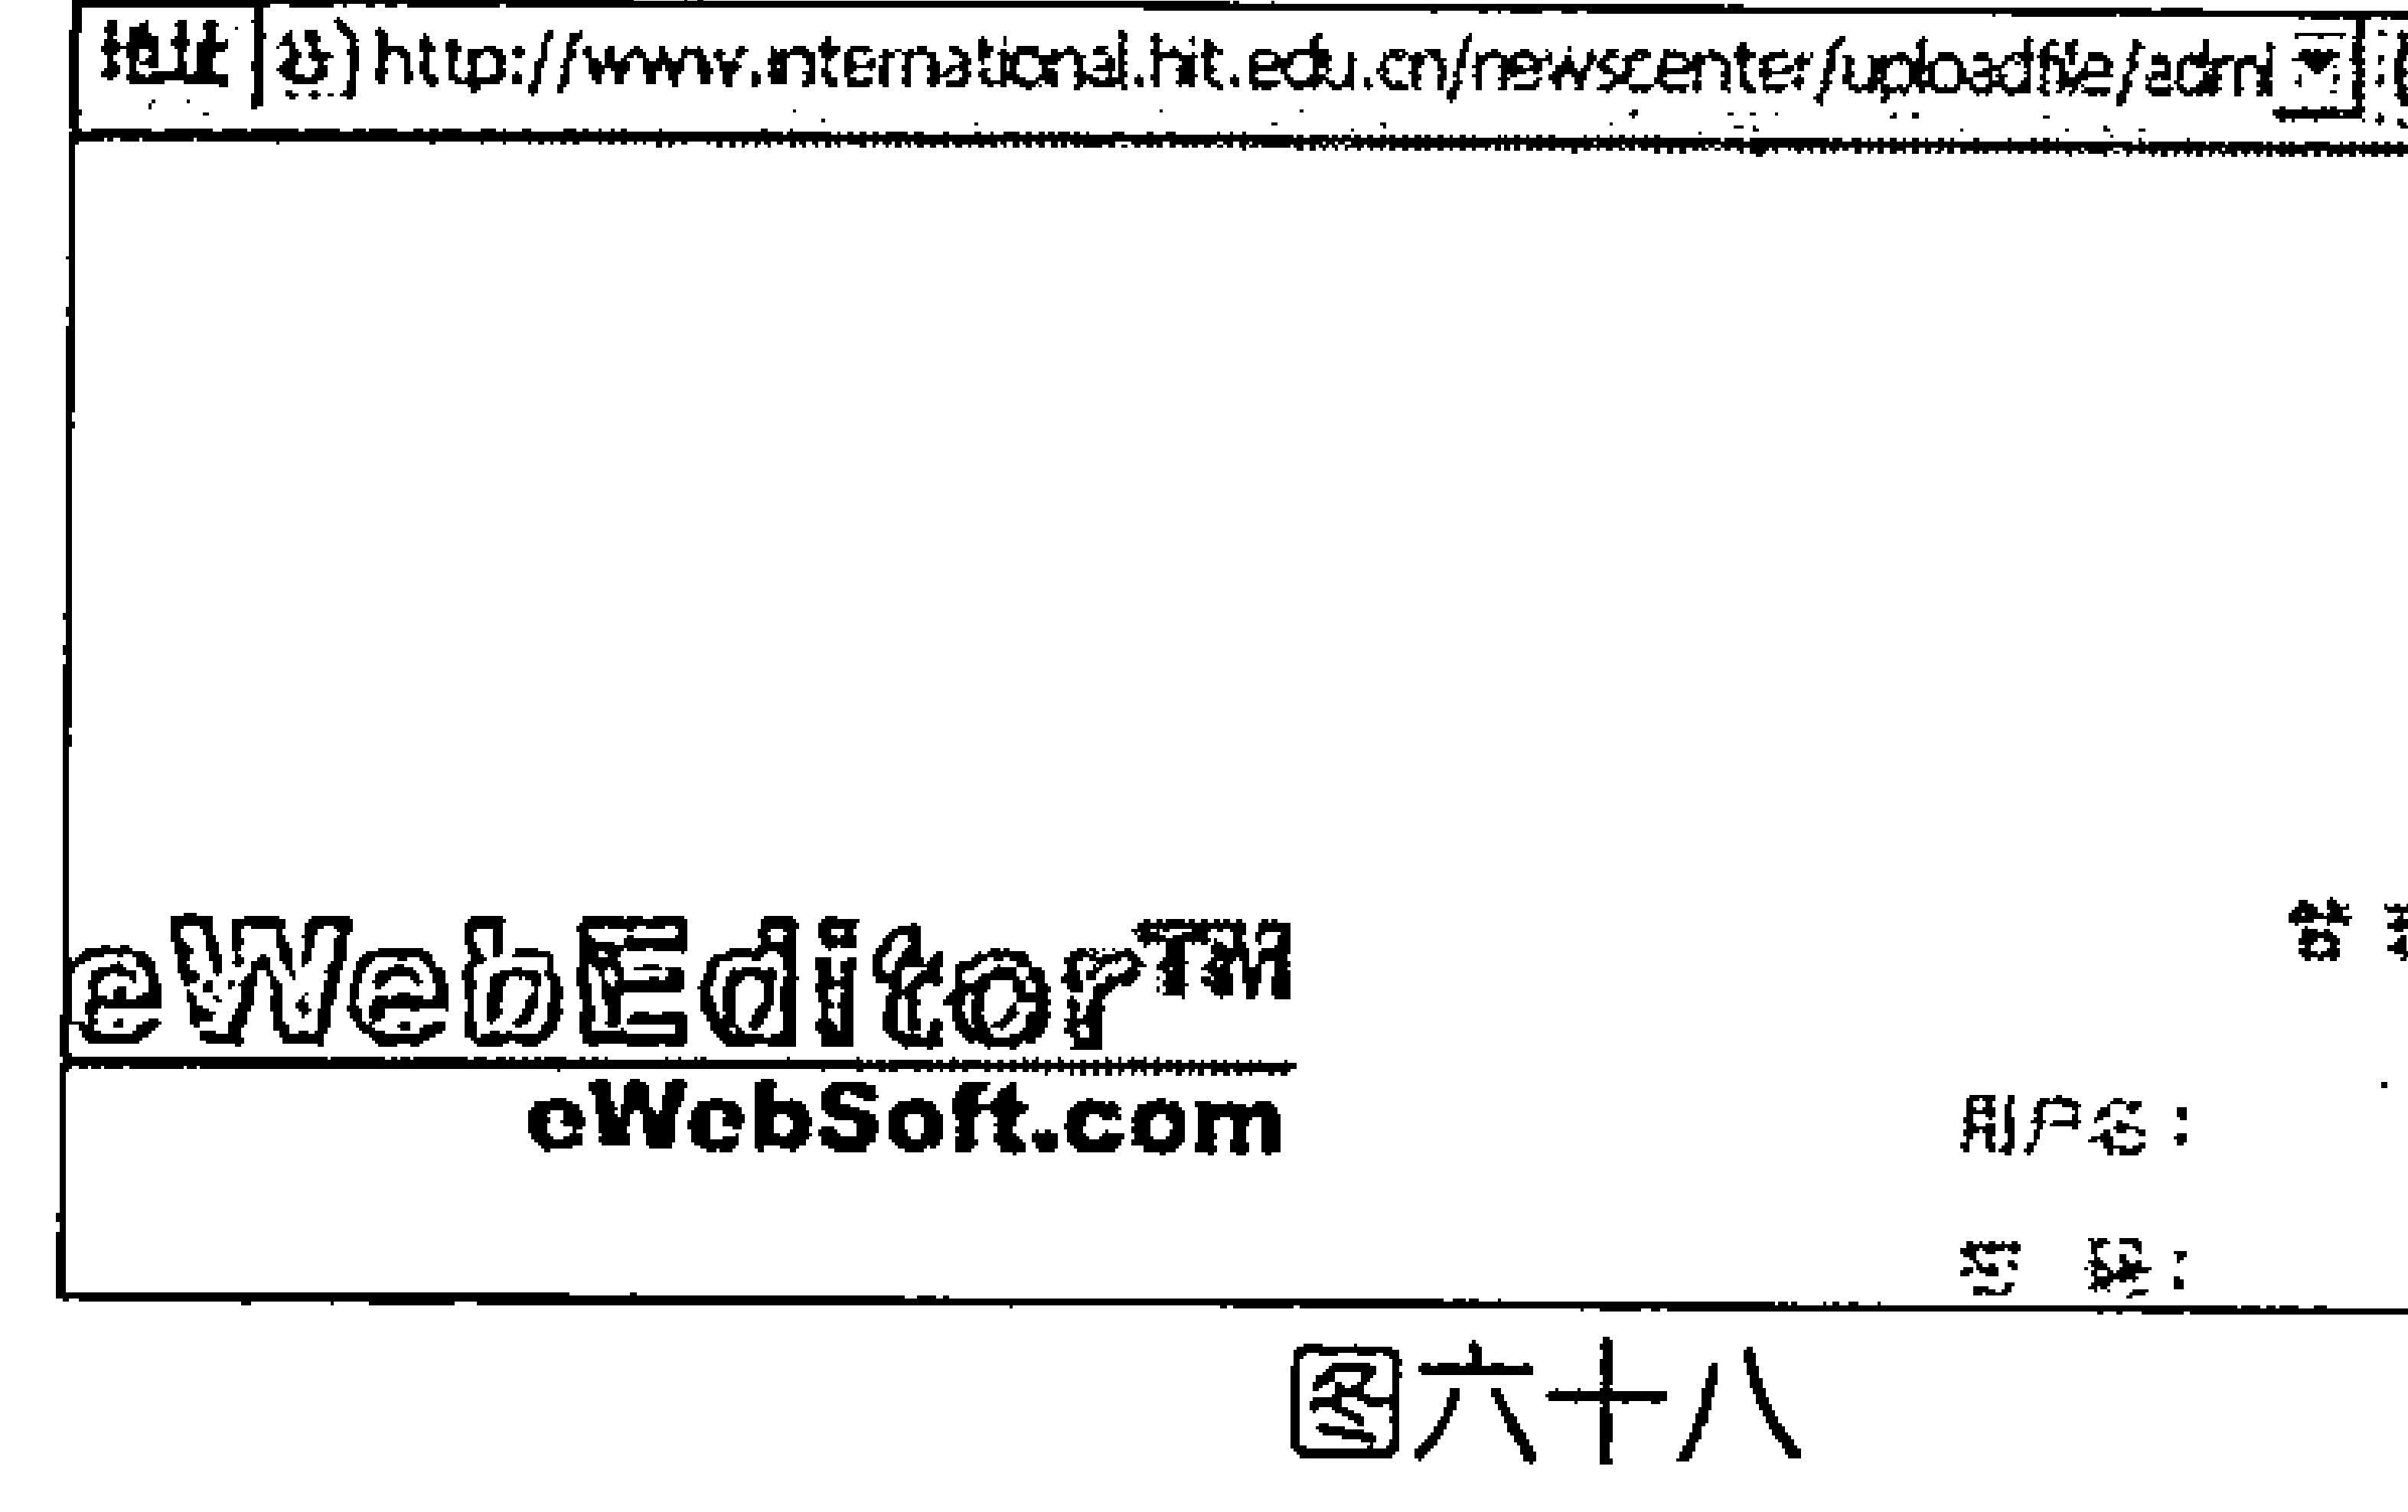 地址 http://www.international.hit.edu.cn/newscenter/uploadfile/admi
eWebEditor™
eWebSoft.com
用户名：
密 码：
图六十八